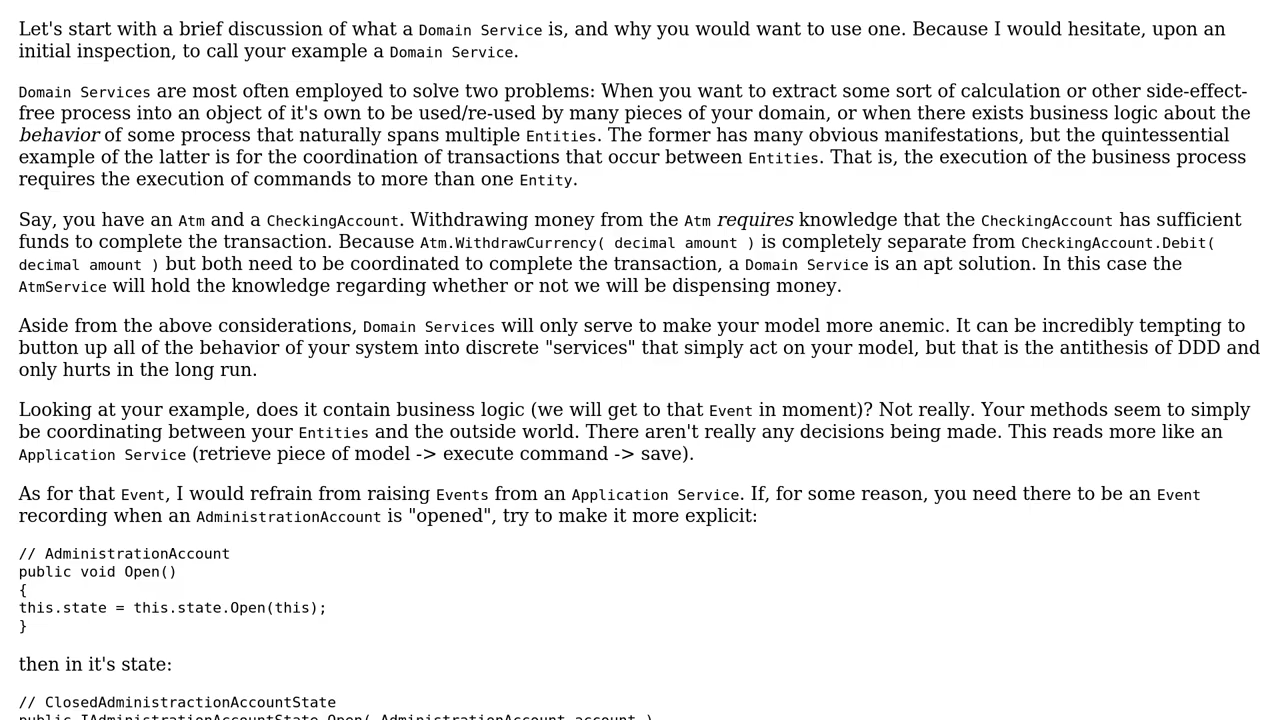 Let's start with a brief discussion of what a Domain Service is, and why you would want to use one. Because I would hesitate, upon an
initial inspection, to call your example a Domain Service.
Domain Services are most often employed to solve two problems: When you want to extract some sort of calculation or other side-effect-
free process into an object of it's own to be used/re-used by many pieces of your domain, or when there exists business logic about the
behavior of some process that naturally spans multiple Entities. The former has many obvious manifestations, but the quintessential
example of the latter is for the coordination of transactions that occur between Entities. That is, the execution of the business process
requires the execution of commands to more than one Entity.
Say, you have an Atm and a CheckingAccount. Withdrawing money from the Atm requires knowledge that the CheckingAccount has sufficient
funds to complete the transaction. Because Atm.WithdrawCurrency( decimal amount ) is completely separate from CheckingAccount.Debit(
decimal amount ) but both need to be coordinated to complete the transaction, a Domain Service is an apt solution. In this case the
AtmService will hold the knowledge regarding whether or not we will be dispensing money.
Aside from the above considerations, Domain Services will only serve to make your model more anemic. It can be incredibly tempting to
button up all of the behavior of your system into discrete "services" that simply act on your model, but that is the antithesis of DDD and
only hurts in the long run.
Looking at your example, does it contain business logic (we will get to that Event in moment)? Not really. Your methods seem to simply
be coordinating between your Entities and the outside world. There aren't really any decisions being made. This reads more like an
Application Service (retrieve piece of model -> execute command -> save).
As for that Event, I would refrain from raising Events from an Application Service. If, for some reason, you need there to be an Event
recording when an AdministrationAccount is "opened", try to make it more explicit:
// AdministrationAccount
public void Open()
{
this.state = this.state.Open(this);
}
then in it's state:
// ClosedAdministractionAccountState
public IAdministrationAccountState Open( AdministrationAccount account )